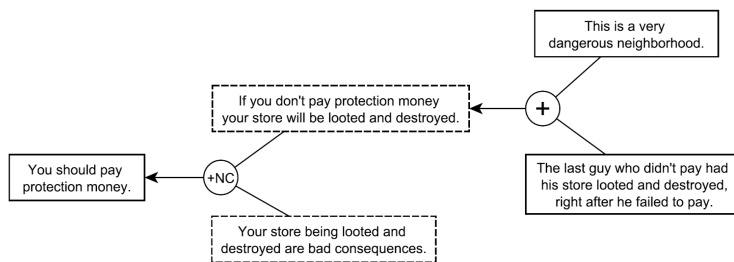 This is a very
dangerous neighborhood.
If you don't pay protection money
your store will be looted and destroyed.
+
You should pay
protection money.
+NC
The last guy who didn't pay had
his store looted and destroyed,
right after he failed to pay.
Your store being looted and
destroyed are bad consequences.